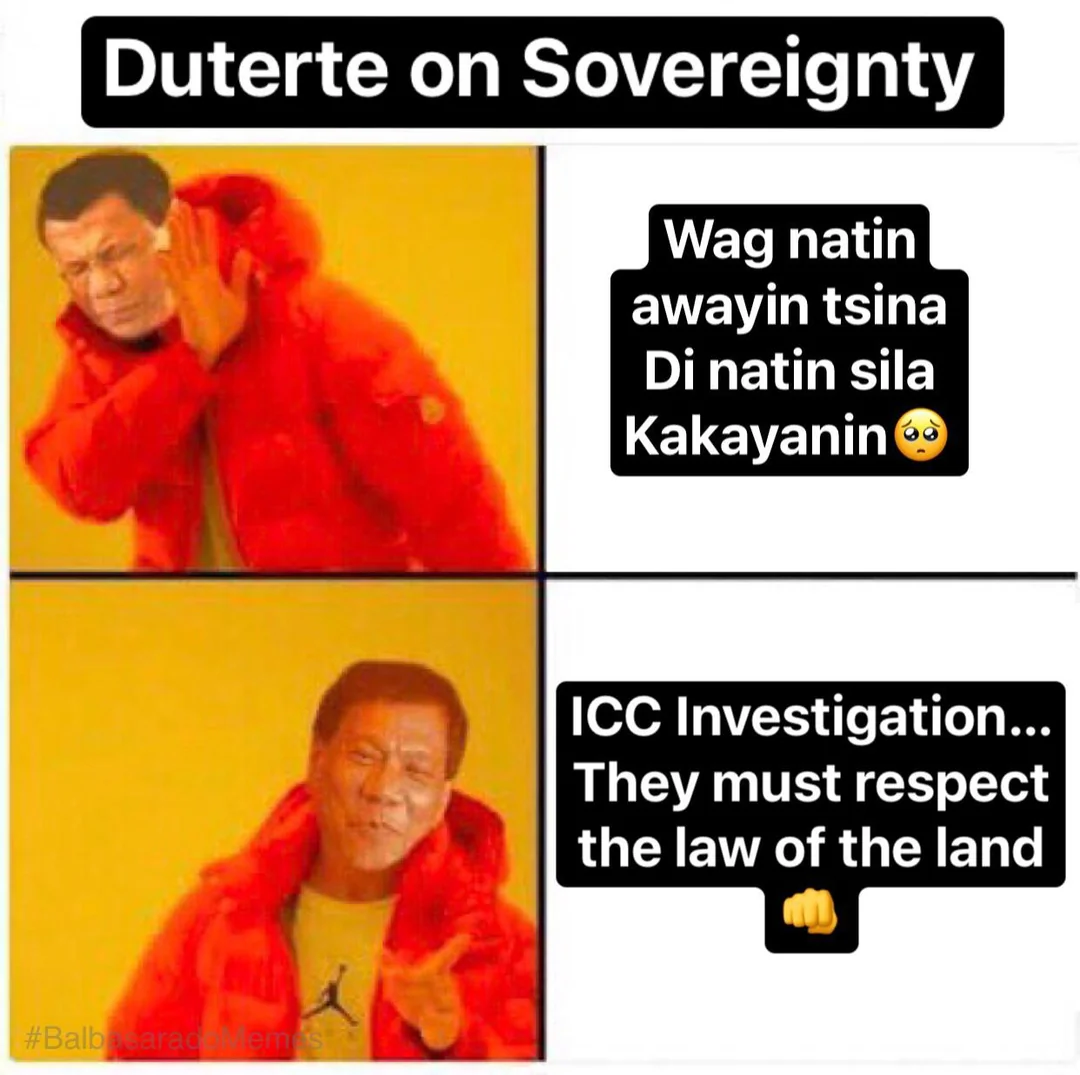 Duterte on Sovereignty
Wag natin
awayin tsina
Di natin sila
Kakayanin🥺
ICC Investigation...
They must respect
the law of the land
👊